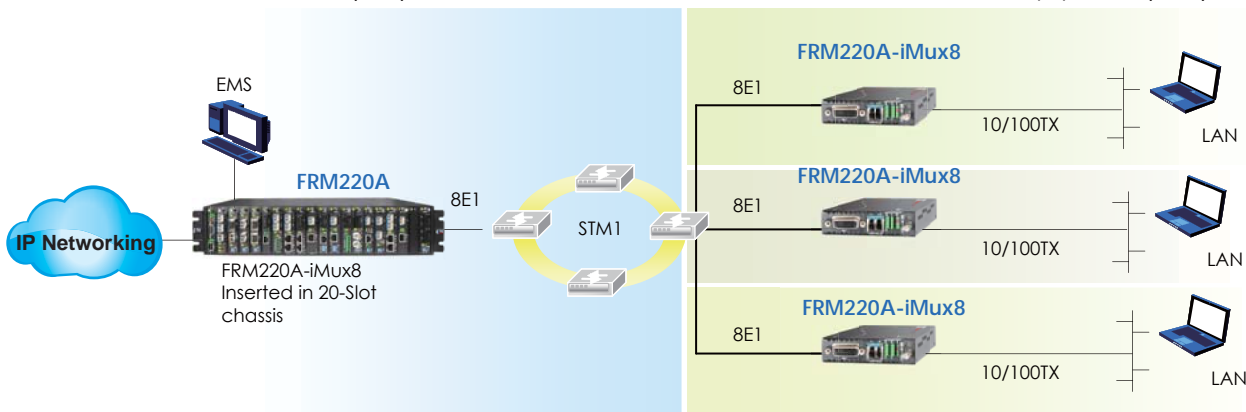 EMS
IP Networking
FRM220A
FRM220A-iMux8
Inserted in 20-Slot
chassis
8E1
STM1
FRM220A-iMux8
8E1
10/100TX
LAN
FRM220A-iMux8
8E1
10/100TX
LAN
FRM220A-iMux8
8E1
10/100TX
LAN